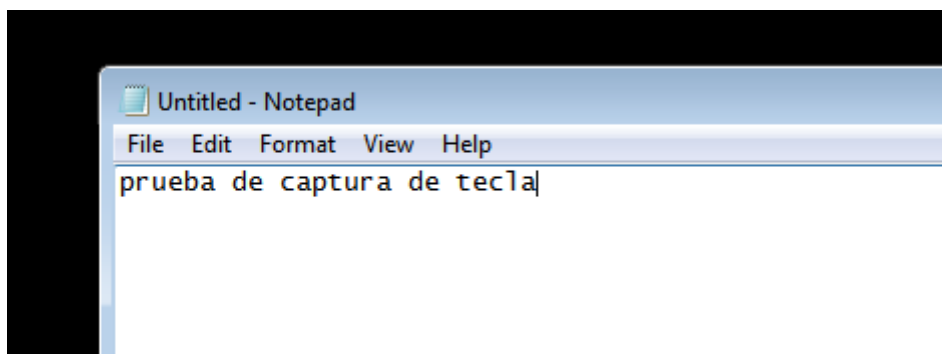 Untitled - Notepad
File Edit Format View Help
prueba de captura de tecla